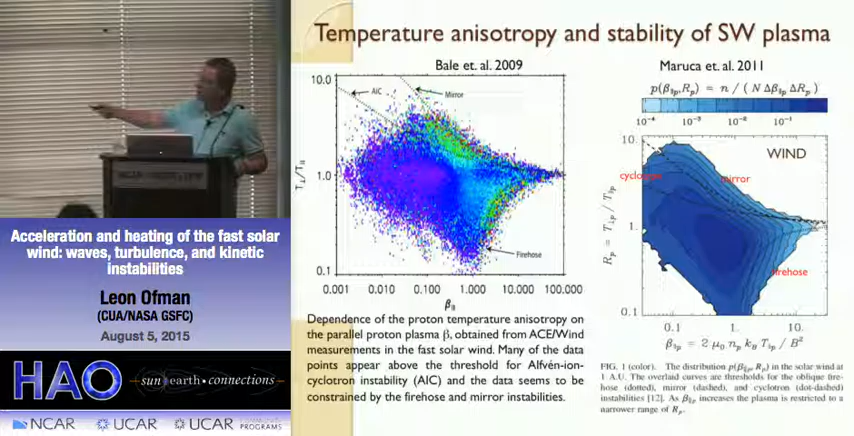 Temperature anisotropy and stability of SW plasma
Bale et. al. 2009
10.0
1.0
0.1
T⊥/T∥
AIC
Mirror
Firehose
0.001 0.010 0.100 1.000 10.000 100.000
β∥
Dependence of the proton temperature anisotropy on
the parallel proton plasma β, obtained from ACE/Wind
measurements in the fast solar wind. Many of the data
points appear above the threshold for Alfvén-ion-
cyclotron instability (AIC) and the data seems to be
constrained by the firehose and mirror instabilities.
Maruca et. al. 2011
p(β∥p,Rp) = n / ( N Δβ∥p ΔRp )
10⁻⁴ 10⁻³ 10⁻² 10⁻¹
WIND
10.
1.
0.1
Rp = T⊥p / T∥p
cyclotron
mirror
firehose
0.1 1. 10.
β∥p = 2 μ0 np kB T∥p / B²
FIG. 1 (color). The distribution p(β∥p, Rp) in the solar wind at
1 A.U. The overlaid curves are thresholds for the oblique fire-
hose (dotted), mirror (dashed), and cyclotron (dot-dashed)
instabilities [12]. As β∥p increases the plasma is restricted to a
narrower range of Rp.
Acceleration and heating of the fast solar
wind: waves, turbulence, and kinetic
instabilities
Leon Ofman
(CUA/NASA GSFC)
August 5, 2015
HAO
sun earth • connections
NCAR
UCAR
UCAR
PROGRAMS